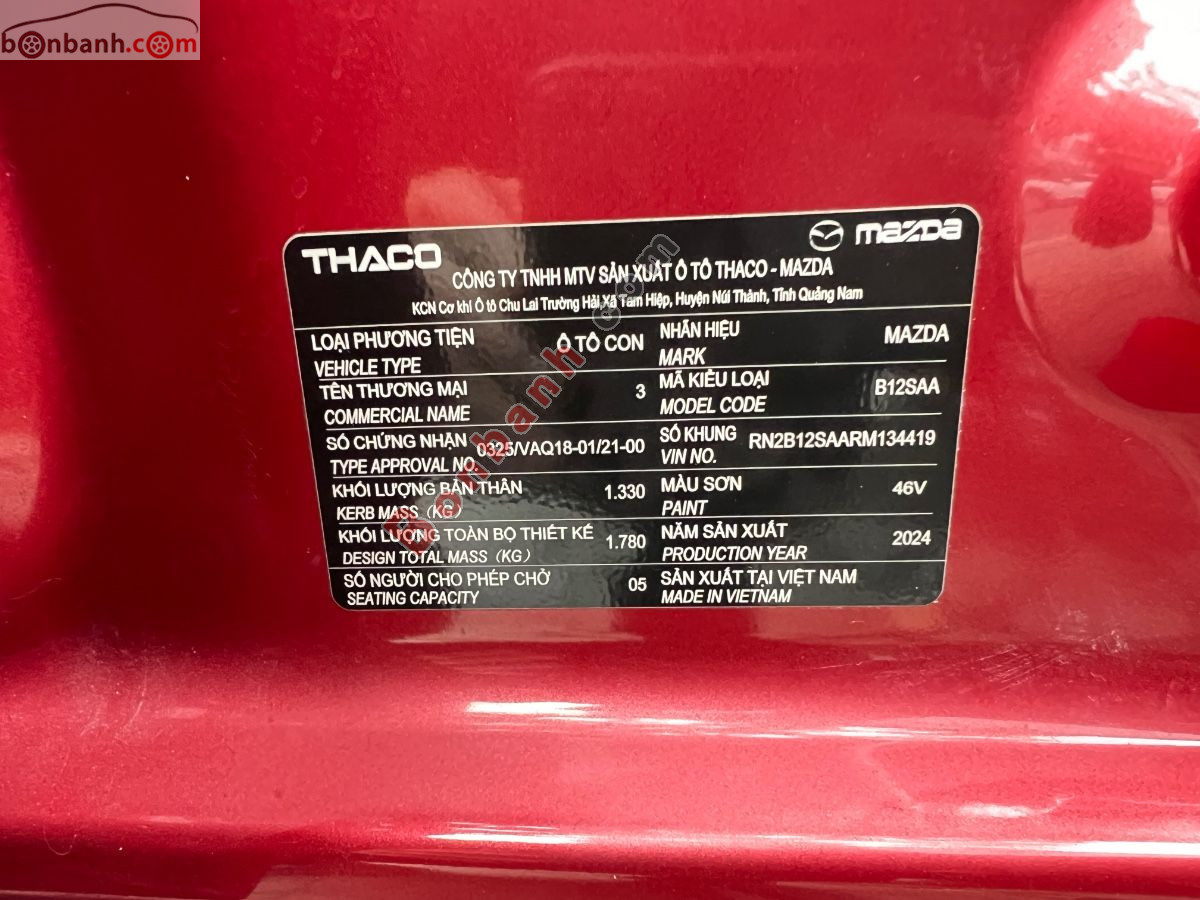 bonbanh.com
THACO
mazda
CÔNG TY TNHH MTV SẢN XUẤT Ô TÔ THACO - MAZDA
KCN Cơ khí Ô tô Chu Lai Trường Hải, Xã Tam Hiệp, Huyện Núi Thành, Tỉnh Quảng Nam
LOẠI PHƯƠNG TIỆN Ô TÔ CON NHÃN HIỆU MAZDA
VEHICLE TYPE MARK
TÊN THƯƠNG MẠI 3 MÃ KIỂU LOẠI B12SAA
COMMERCIAL NAME MODEL CODE
SỐ CHỨNG NHẬN 0325/VAQ18-01/21-00 SỐ KHUNG RN2B12SAARM134419
TYPE APPROVAL NO VIN NO.
KHỐI LƯỢNG BẢN THÂN 1.330 MÀU SƠN 46V
KERB MASS (KG) PAINT
KHỐI LƯỢNG TOÀN BỘ THIẾT KẾ 1.780 NĂM SẢN XUẤT 2024
DESIGN TOTAL MASS (KG) PRODUCTION YEAR
SỐ NGƯỜI CHO PHÉP CHỞ 05 SẢN XUẤT TẠI VIỆT NAM
SEATING CAPACITY MADE IN VIETNAM
Bonbanh.com